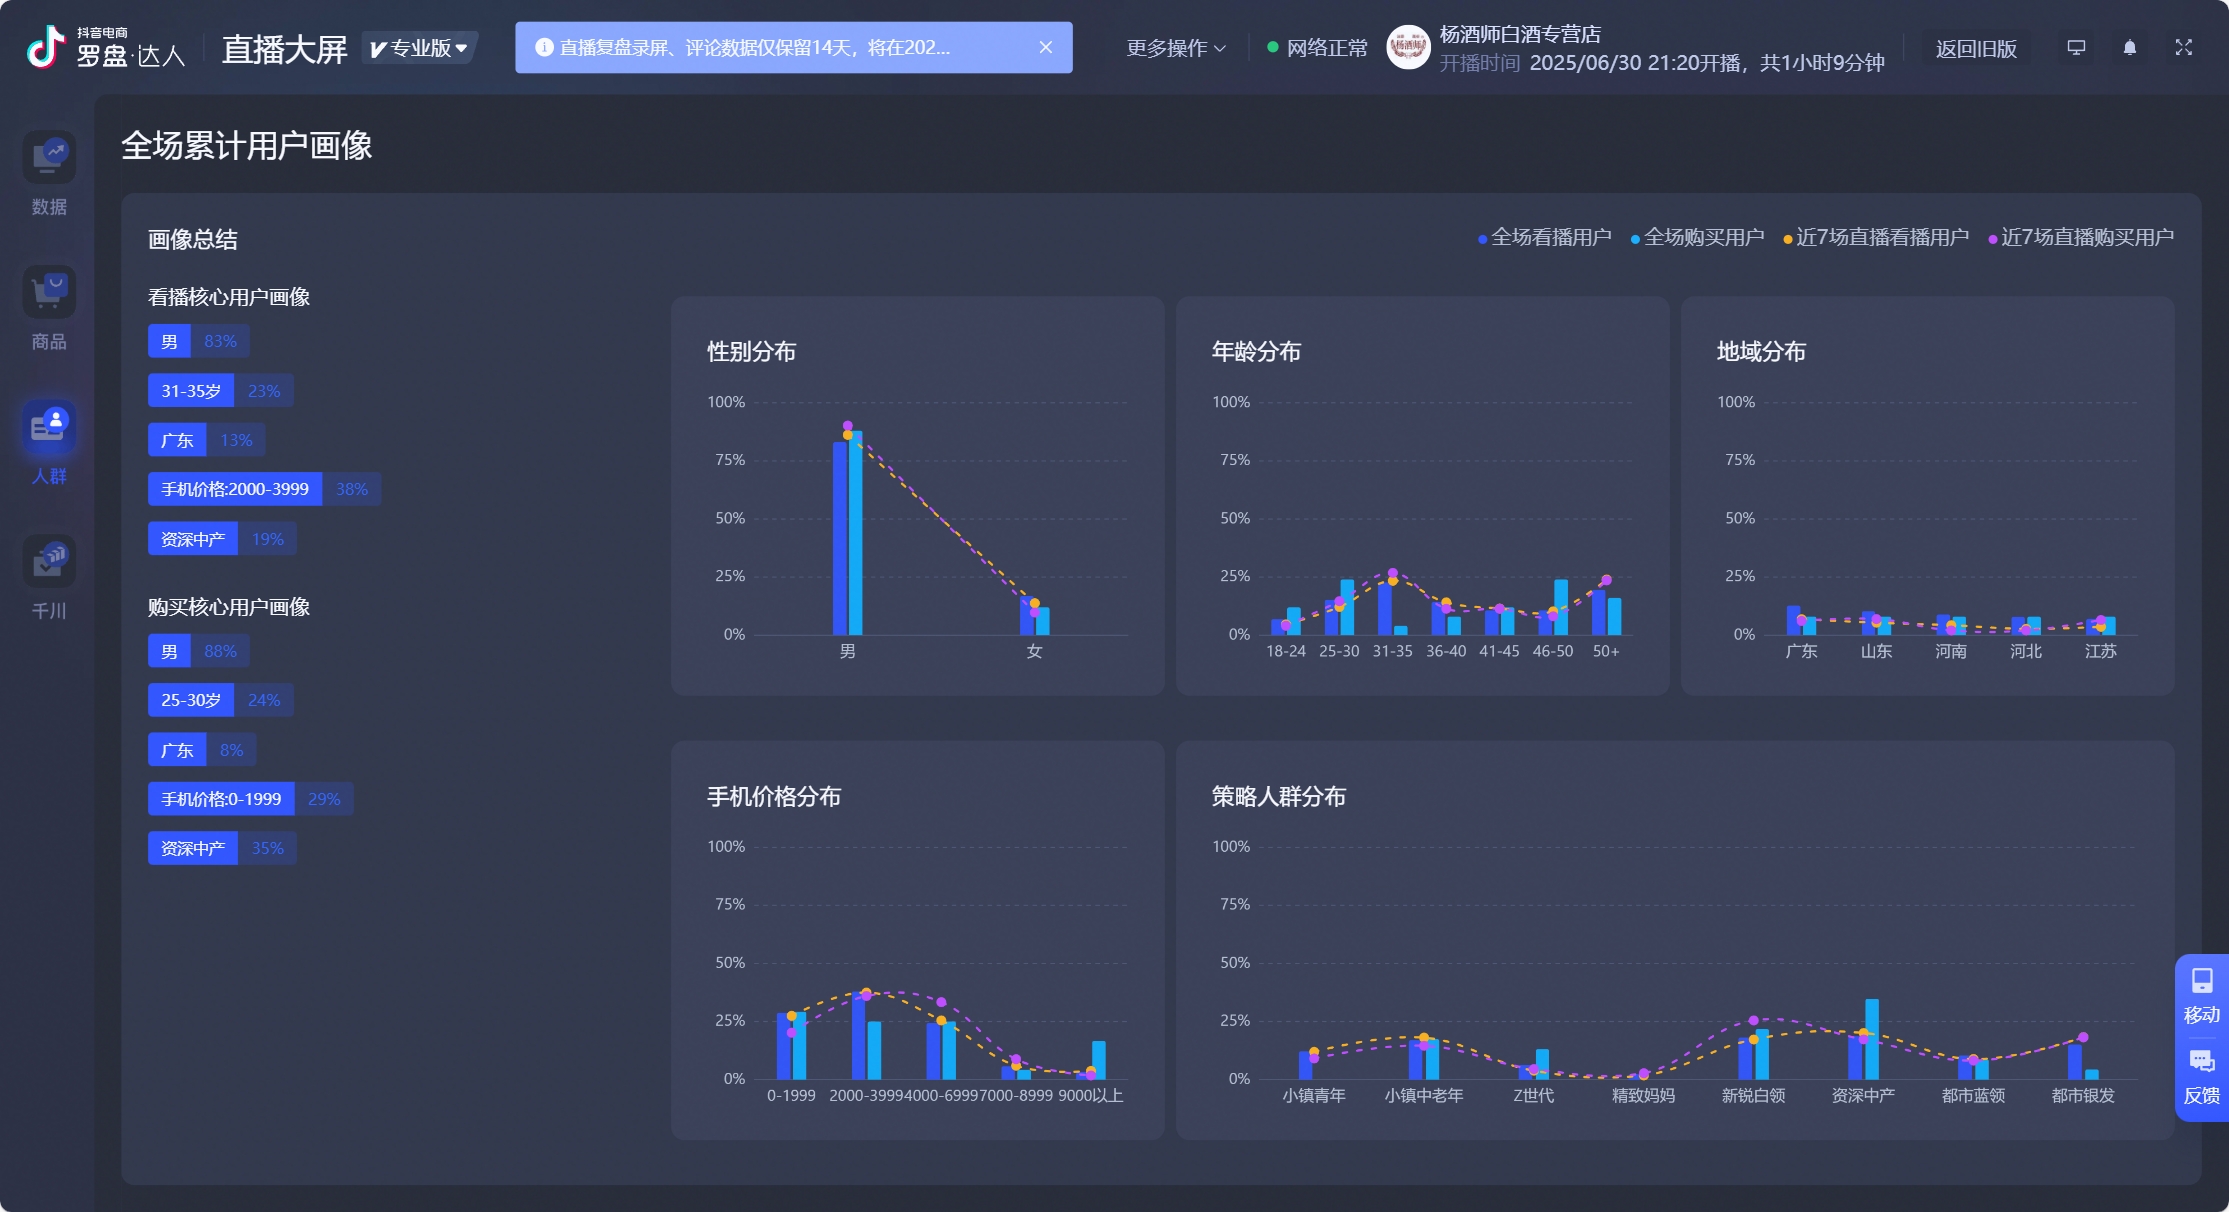 抖音电商
罗盘·达人
直播大屏
专业版
直播复盘录屏、评论数据仅保留14天，将在202...
更多操作
网络正常
杨酒师
杨酒师白酒专营店
开播时间 2025/06/30 21:20开播，共1小时9分钟
返回旧版
数据
商品
人群
千川
全场累计用户画像
画像总结
全场看播用户 全场购买用户 近7场直播看播用户 近7场直播购买用户
看播核心用户画像
男 83%
31-35岁 23%
广东 13%
手机价格:2000-3999 38%
资深中产 19%
购买核心用户画像
男 88%
25-30岁 24%
广东 8%
手机价格:0-1999 29%
资深中产 35%
性别分布
100%
75%
50%
25%
0%
男 女
年龄分布
100%
75%
50%
25%
0%
18-24 25-30 31-35 36-40 41-45 46-50 50+
地域分布
100%
75%
50%
25%
0%
广东 山东 河南 河北 江苏
手机价格分布
100%
75%
50%
25%
0%
0-1999 2000-3999 4000-6999 7000-8999 9000以上
策略人群分布
100%
75%
50%
25%
0%
小镇青年 小镇中老年 Z世代 精致妈妈 新锐白领 资深中产 都市蓝领 都市银发
移动
反馈